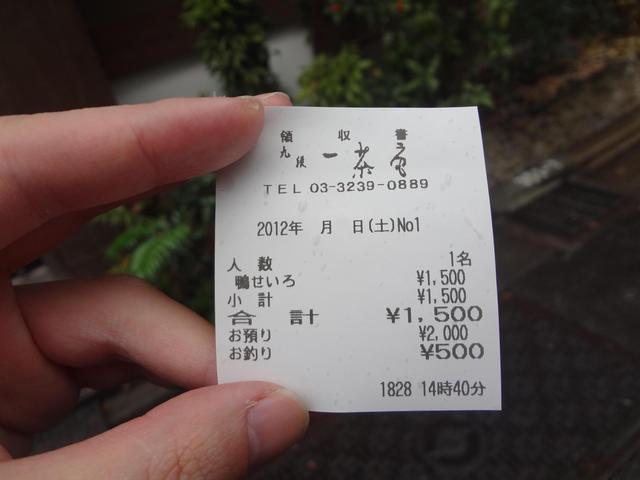 領収書
九段 一茶庵
TEL 03-3239-0889
2012年 月 日(土)No1
人数 1名
鴨せいろ ¥1,500
小計 ¥1,500
合計 ¥1,500
お預り ¥2,000
お釣り ¥500
1828 14時40分